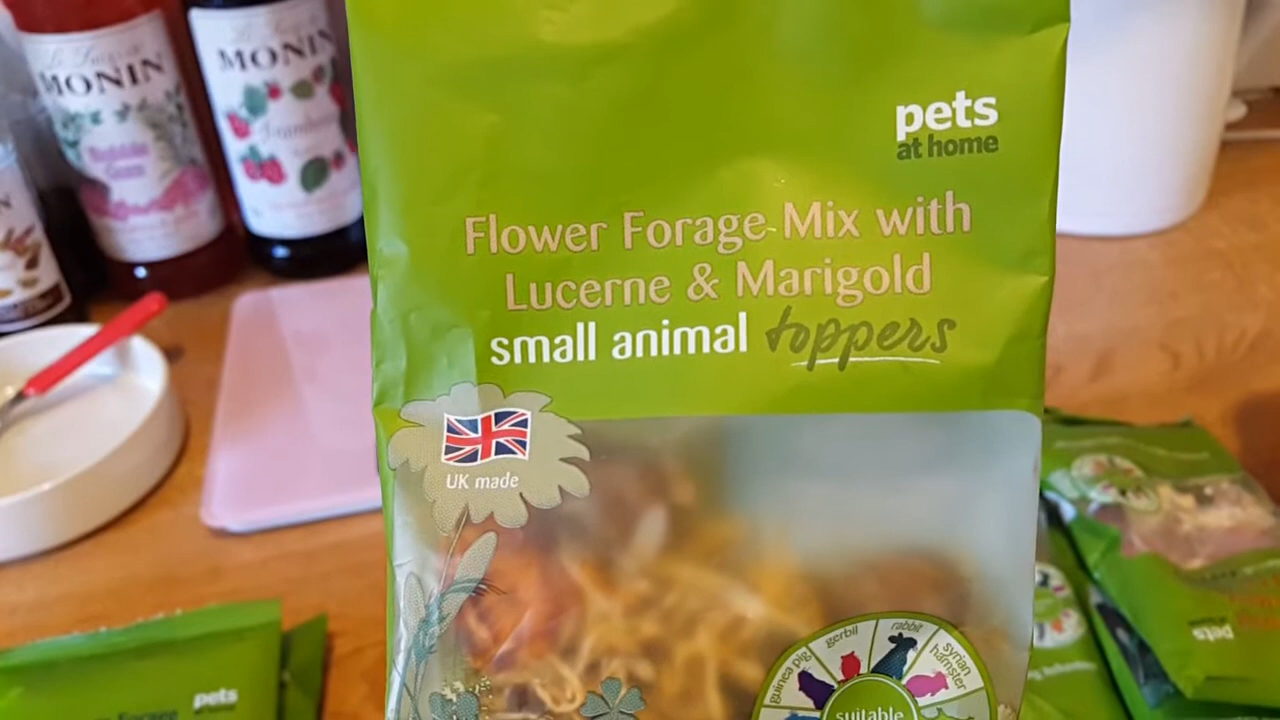 MONIN
MONIN
pets
at home
Flower Forage Mix with
Lucerne & Marigold
small animal toppers
UK made
guinea pig
gerbil
rabbit
syrian
hamster
suitable
pets
pets